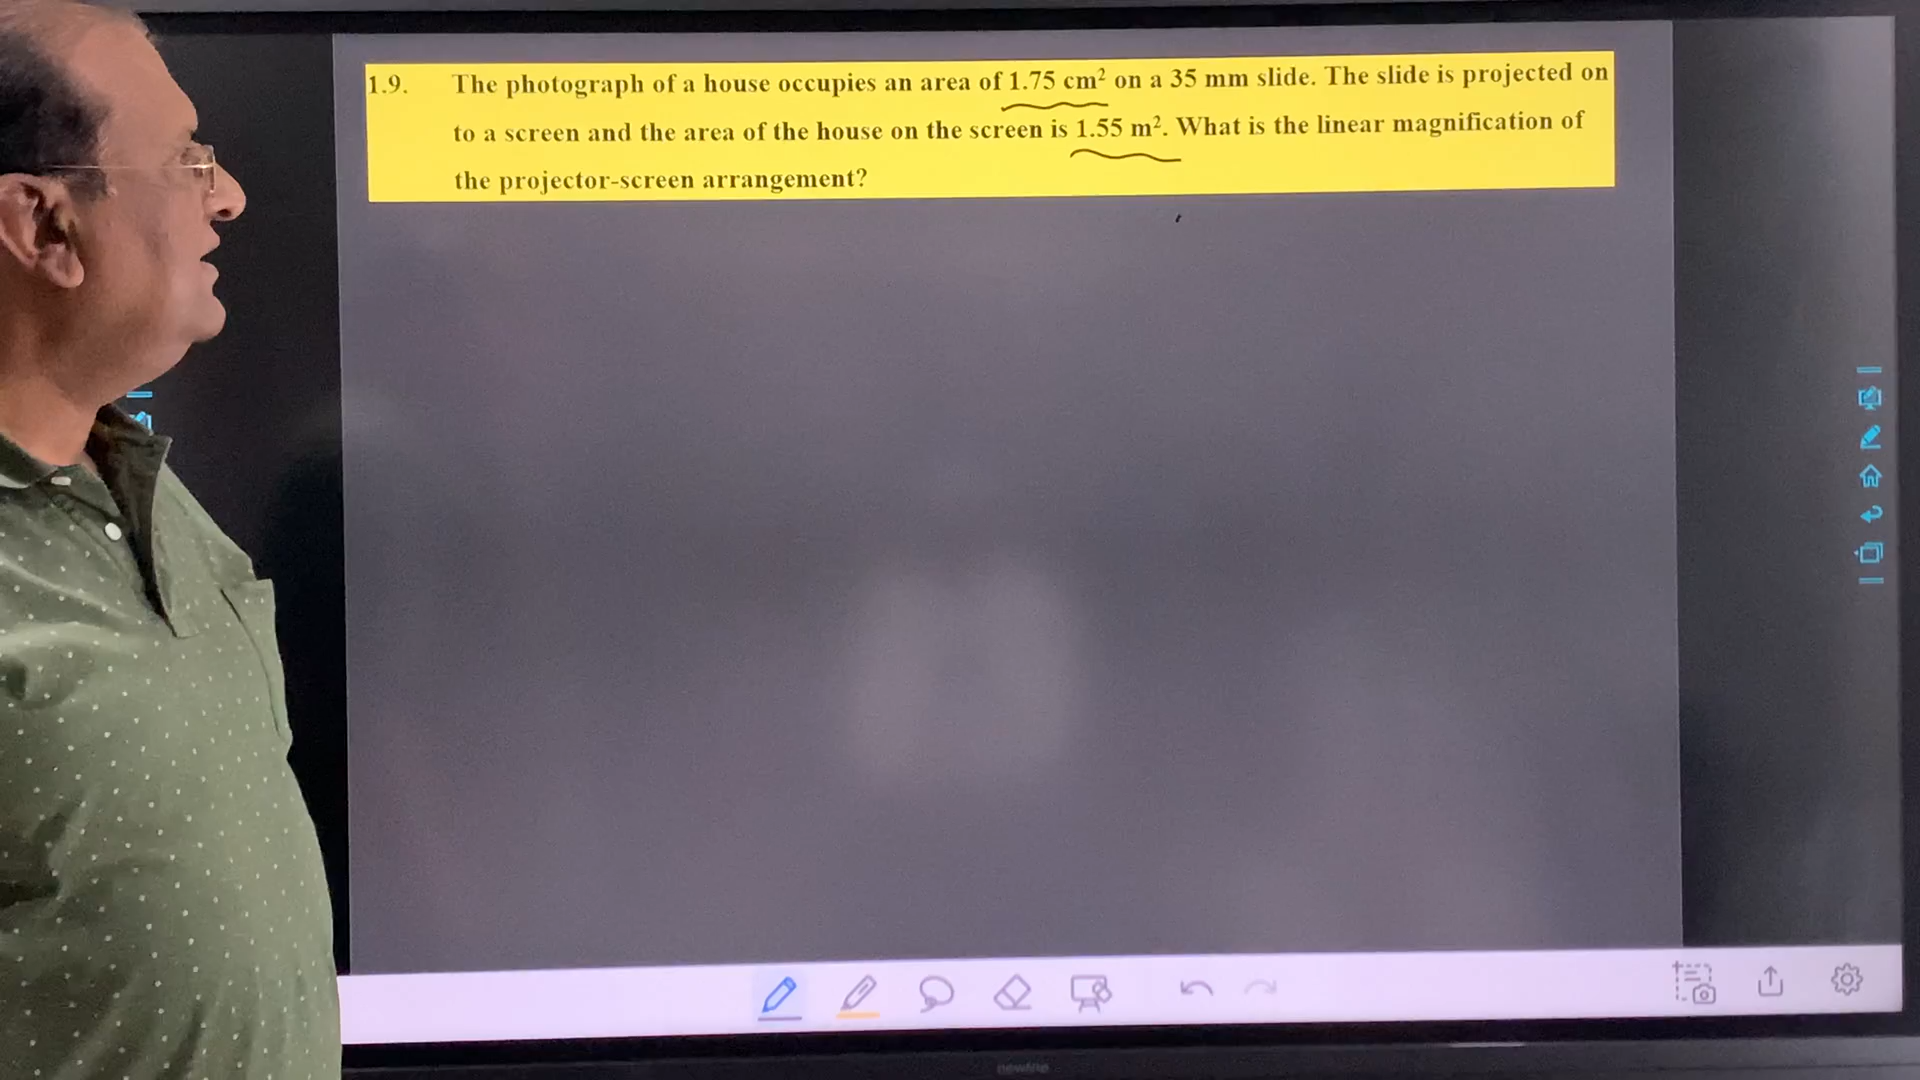 1.9. The photograph of a house occupies an area of 1.75 cm² on a 35 mm slide. The slide is projected on
to a screen and the area of the house on the screen is 1.55 m². What is the linear magnification of
the projector-screen arrangement?
newline